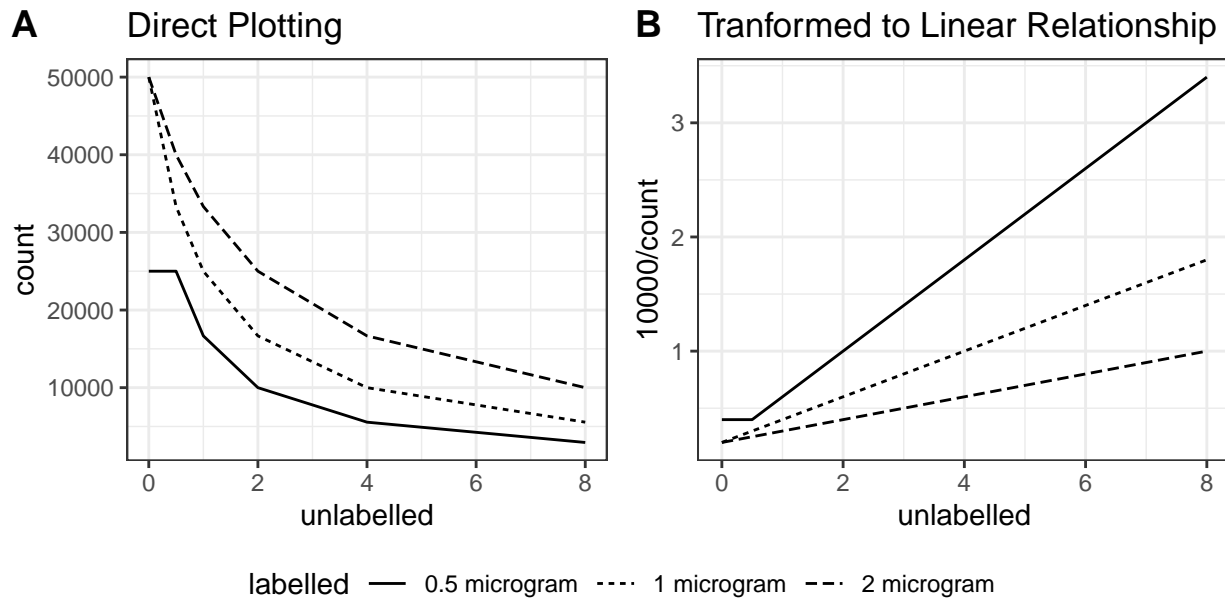 A Direct Plotting
50000
40000
30000
20000
10000
count
0 2 4 6 8
unlabelled
B Tranformed to Linear Relationship
3
2
1
10000/count
0 2 4 6 8
unlabelled
labelled 0.5 microgram 1 microgram 2 microgram